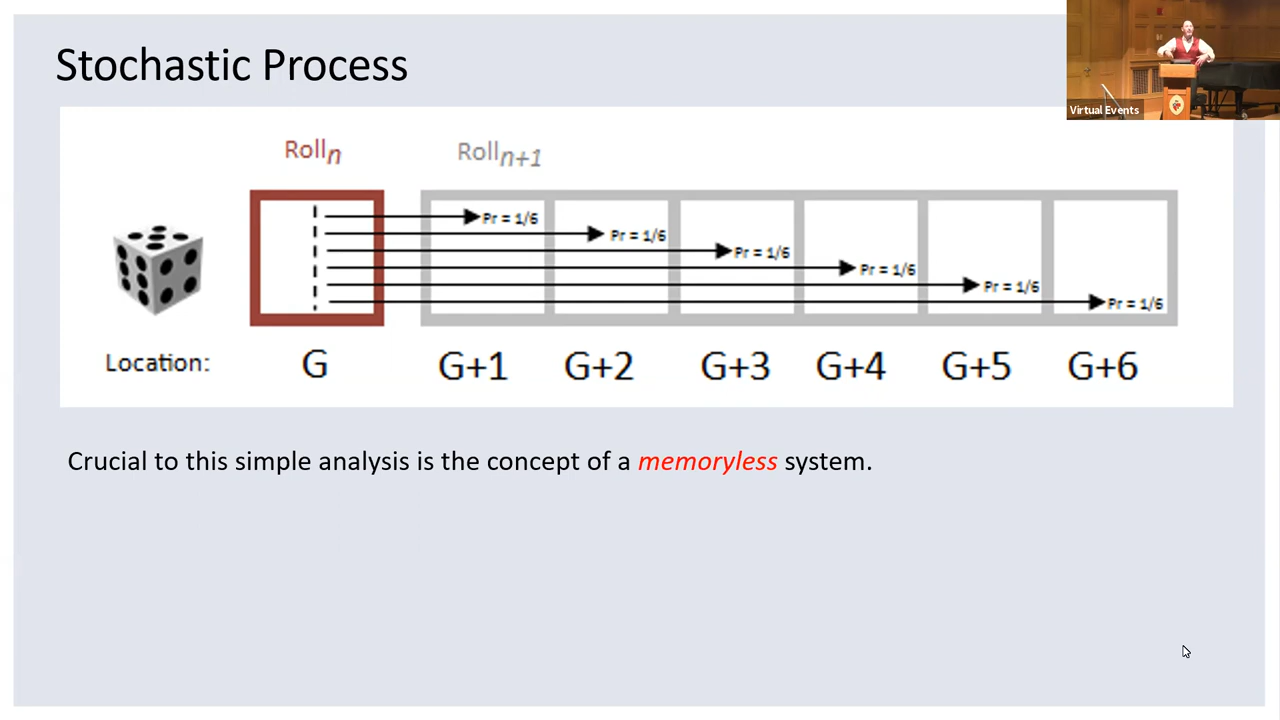 Stochastic Process
Virtual Events
Rolln
Rolln+1
Pr = 1/6
Pr = 1/6
Pr = 1/6
Pr = 1/6
Pr = 1/6
Pr = 1/6
Location: G G+1 G+2 G+3 G+4 G+5 G+6
Crucial to this simple analysis is the concept of a memoryless system.